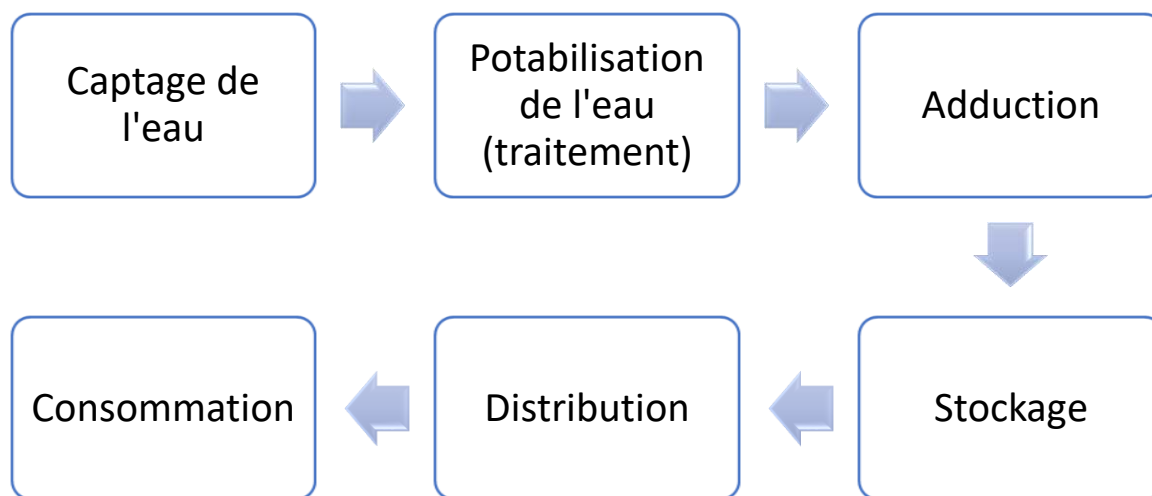 Captage de
l'eau
Potabilisation
de l'eau
(traitement)
Adduction
Stockage
Distribution
Consommation